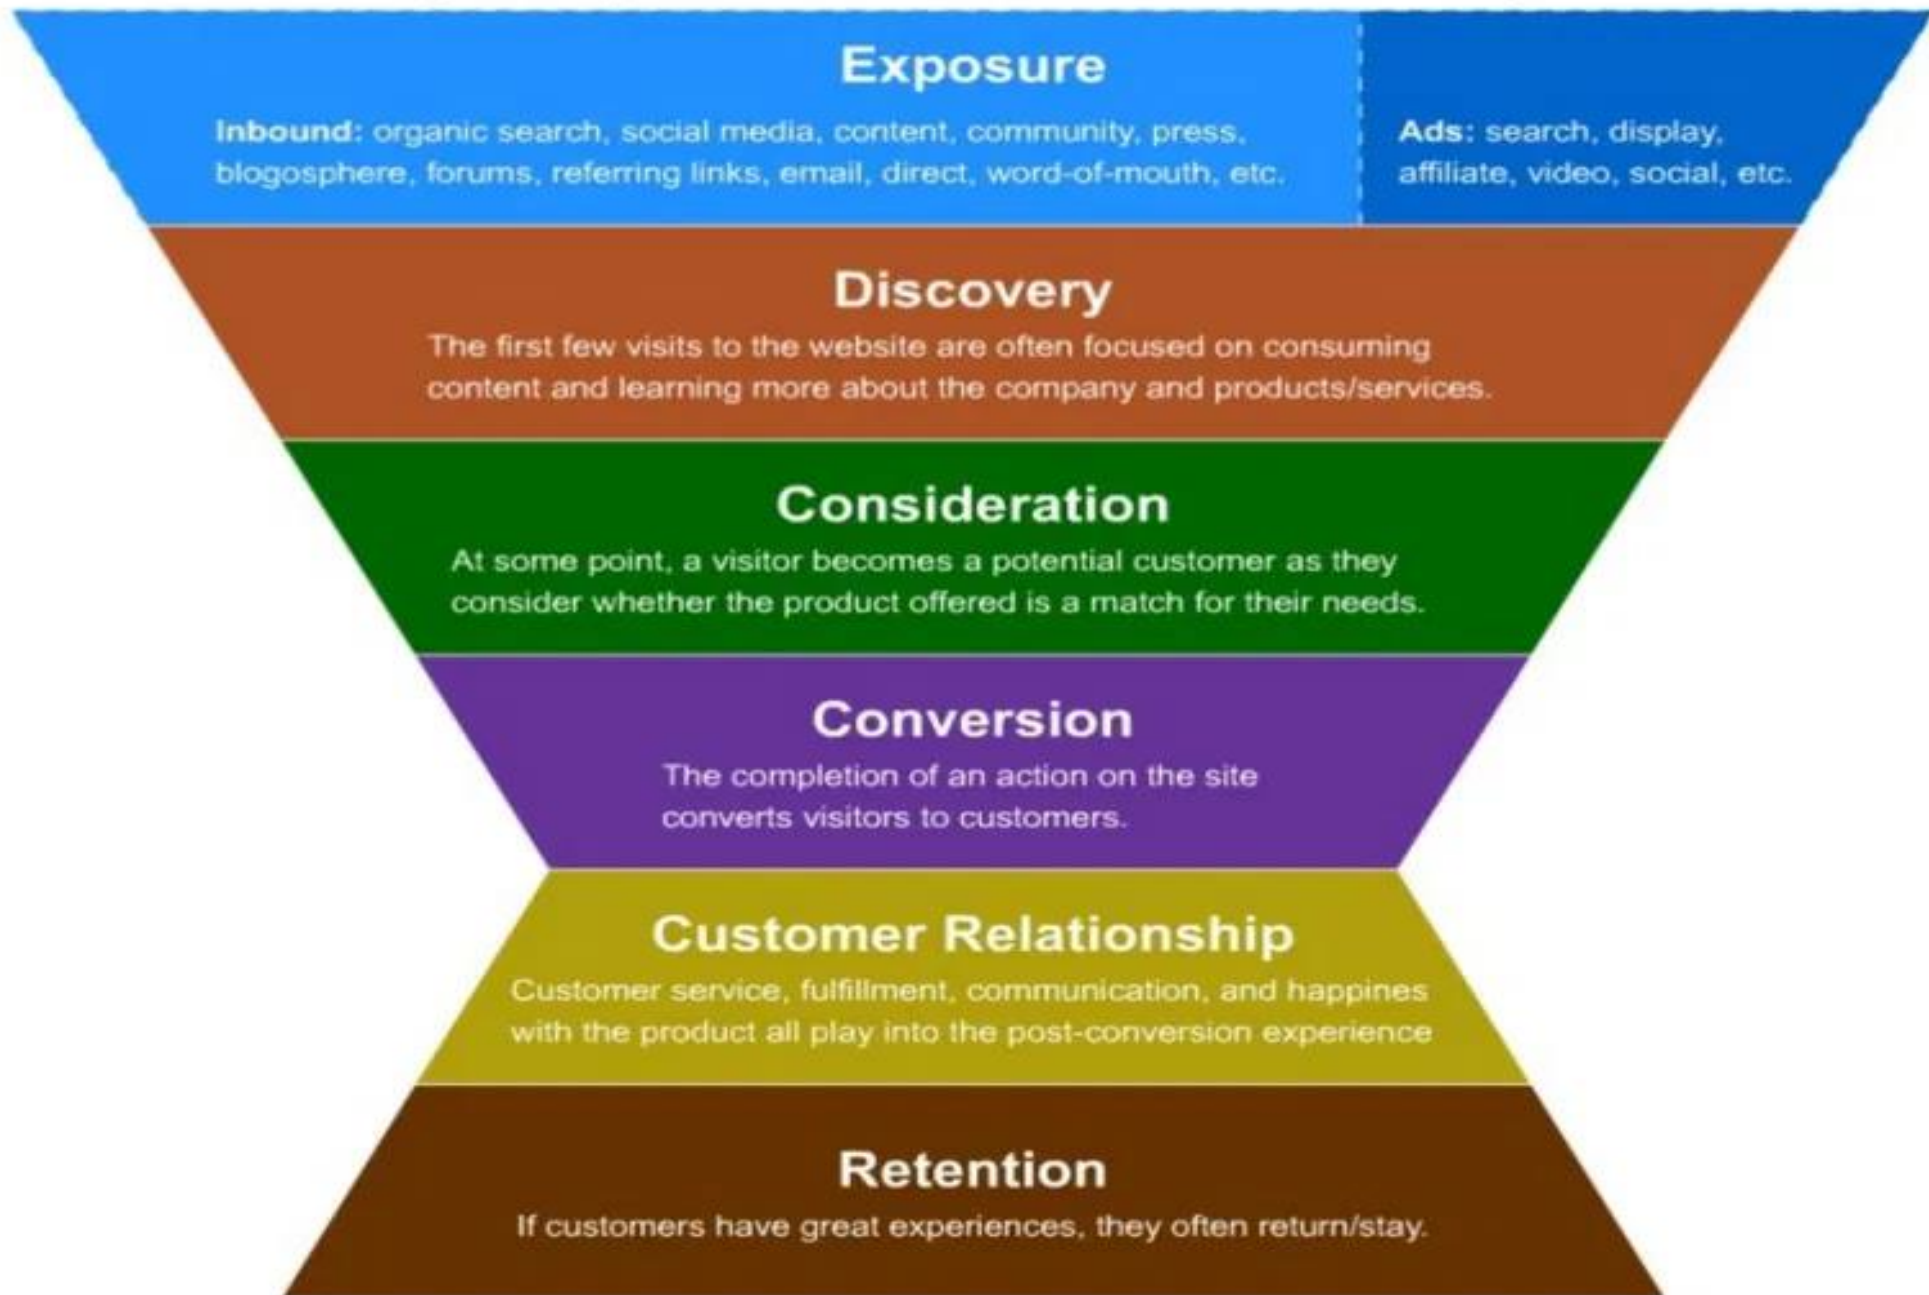 Exposure
Inbound: organic search, social media, content, community, press,
blogosphere, forums, referring links, email, direct, word-of-mouth, etc.
Ads: search, display,
affiliate, video, social, etc.
Discovery
The first few visits to the website are often focused on consuming
content and learning more about the company and products/services.
Consideration
At some point, a visitor becomes a potential customer as they
consider whether the product offered is a match for their needs.
Conversion
The completion of an action on the site
converts visitors to customers.
Customer Relationship
Customer service, fulfillment, communication, and happines
with the product all play into the post-conversion experience
Retention
If customers have great experiences, they often return/stay.